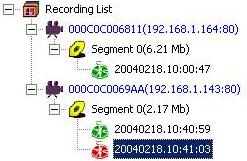 Recording List
000C0C006811(192.168.1.164:80)
Segment 0(6.21 Mb)
20040218.10:00:47
000C0C0069AA(192.168.1.143:80)
Segment 0(2.17 Mb)
20040218.10:40:59
20040218.10:41:03